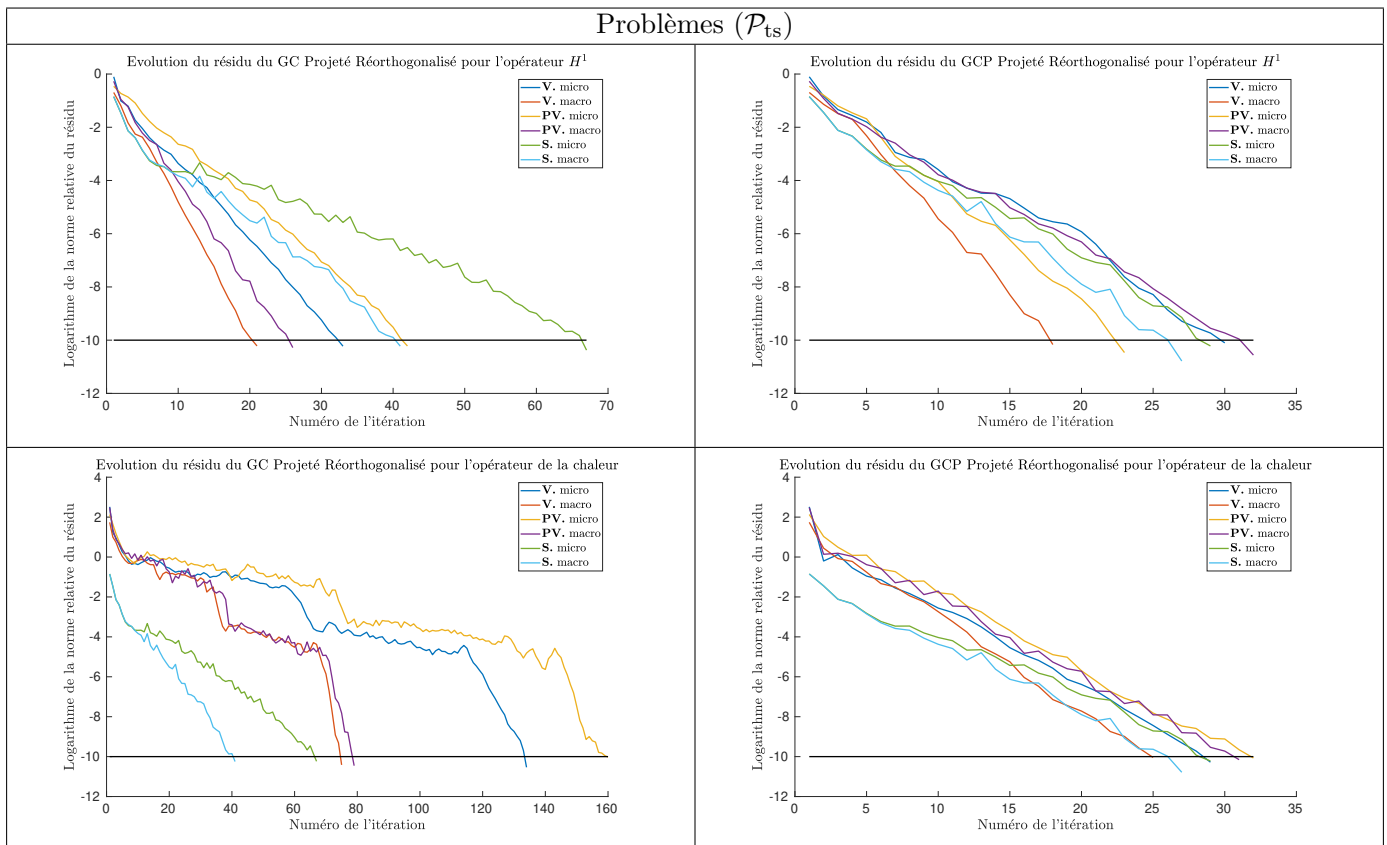 Problèmes (𝒫ts)
Evolution du résidu du GC Projeté Réorthogonalisé pour l'opérateur H¹
Logarithme de la norme relative du résidu
0
-2
-4
-6
-8
-10
-12
0 10 20 30 40 50 60 70
Numéro de l'itération
V. micro
V. macro
PV. micro
PV. macro
S. micro
S. macro
Evolution du résidu du GCP Projeté Réorthogonalisé pour l'opérateur H¹
Logarithme de la norme relative du résidu
0
-2
-4
-6
-8
-10
-12
0 5 10 15 20 25 30 35
Numéro de l'itération
V. micro
V. macro
PV. micro
PV. macro
S. micro
S. macro
Evolution du résidu du GC Projeté Réorthogonalisé pour l'opérateur de la chaleur
Logarithme de la norme relative du résidu
4
2
0
-2
-4
-6
-8
-10
-12
0 20 40 60 80 100 120 140 160
Numéro de l'itération
V. micro
V. macro
PV. micro
PV. macro
S. micro
S. macro
Evolution du résidu du GCP Projeté Réorthogonalisé pour l'opérateur de la chaleur
Logarithme de la norme relative du résidu
4
2
0
-2
-4
-6
-8
-10
-12
0 5 10 15 20 25 30 35
Numéro de l'itération
V. micro
V. macro
PV. micro
PV. macro
S. micro
S. macro